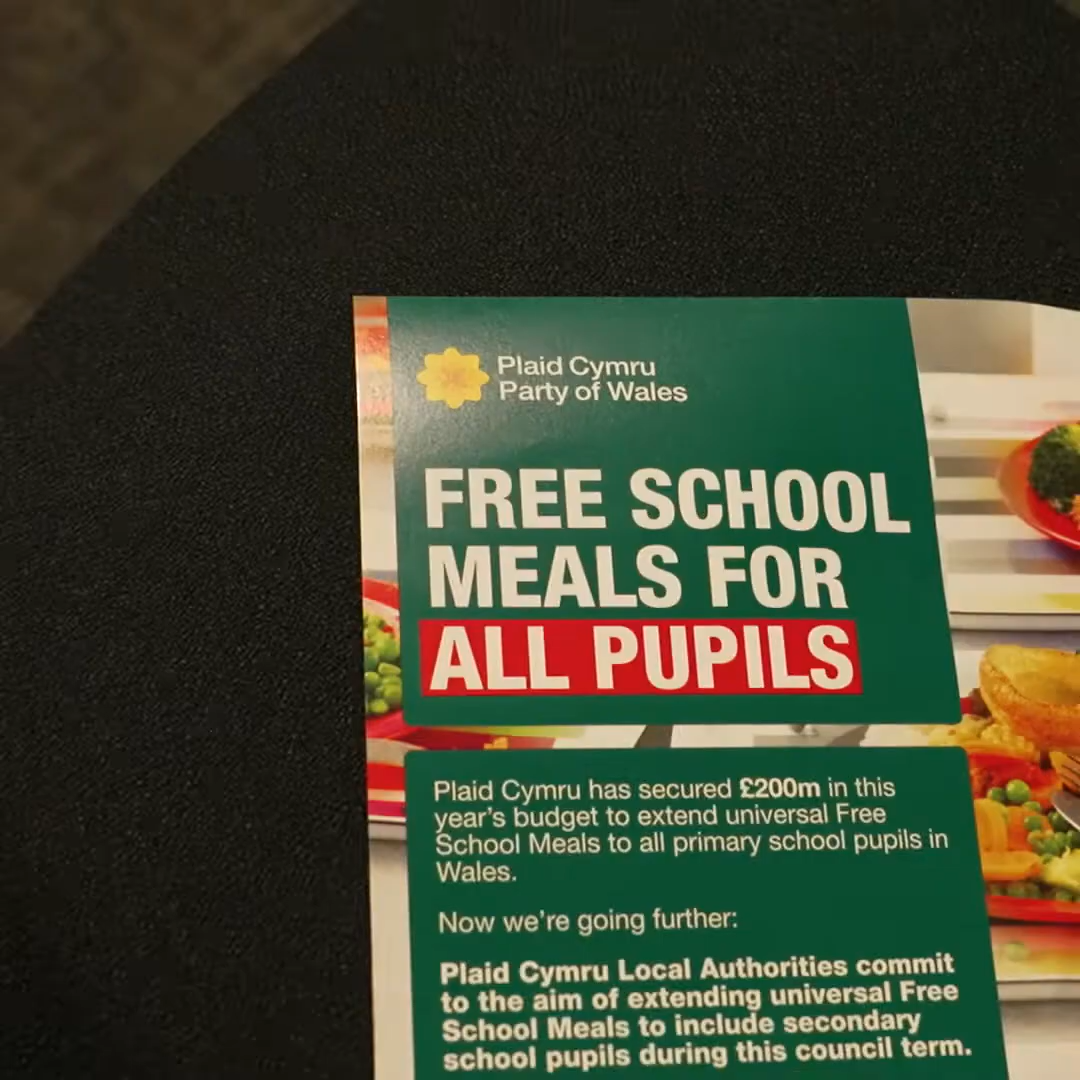 Plaid Cymru
Party of Wales
FREE SCHOOL
MEALS FOR
ALL PUPILS
Plaid Cymru has secured £200m in this
year's budget to extend universal Free
School Meals to all primary school pupils in
Wales.
Now we're going further:
Plaid Cymru Local Authorities commit
to the aim of extending universal Free
School Meals to include secondary
school pupils during this council term.